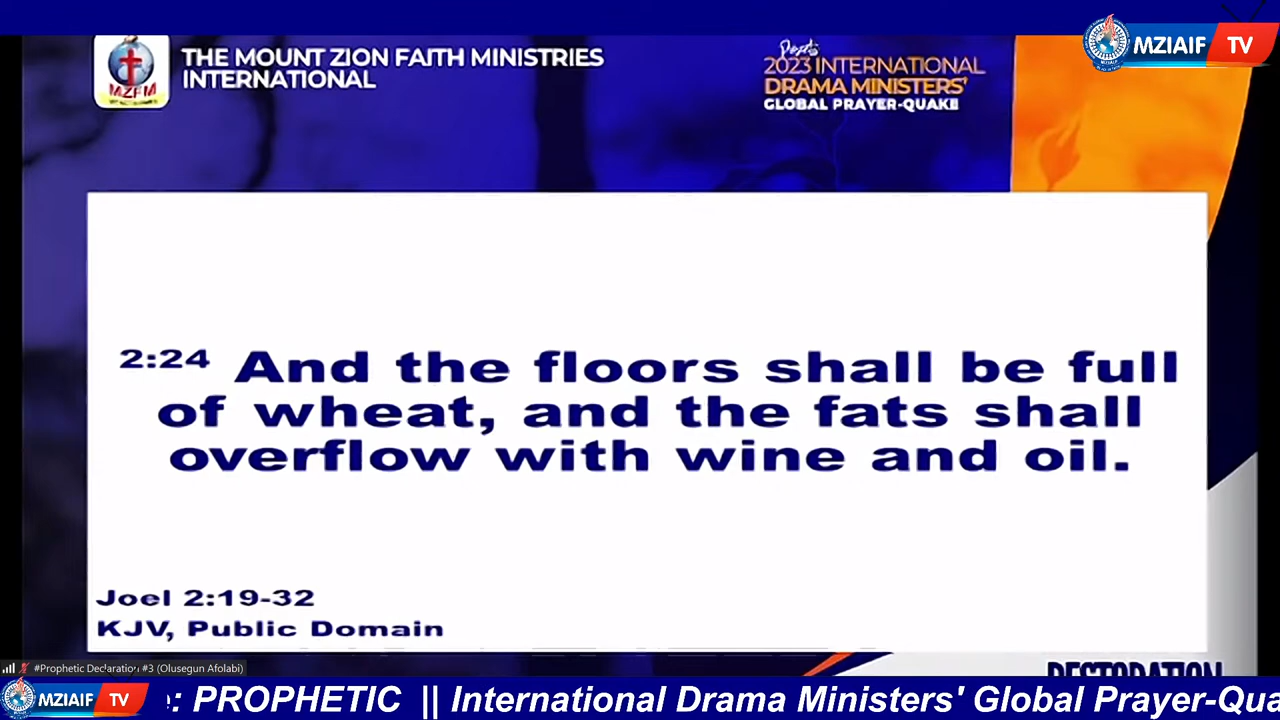 THE MOUNT ZION FAITH MINISTRIES
INTERNATIONAL
MZFM
2023 INTERNATIONAL
DRAMA MINISTERS'
GLOBAL PRAYER-QUAKE
MZIAIF TV
2:24 And the floors shall be full
of wheat, and the fats shall
overflow with wine and oil.
Joel 2:19-32
KJV, Public Domain
#Prophetic Declaration #3 (Olusegun Afolabi)
RESTORATION
MZIAIF TV
: PROPHETIC || International Drama Ministers' Global Prayer-Qua